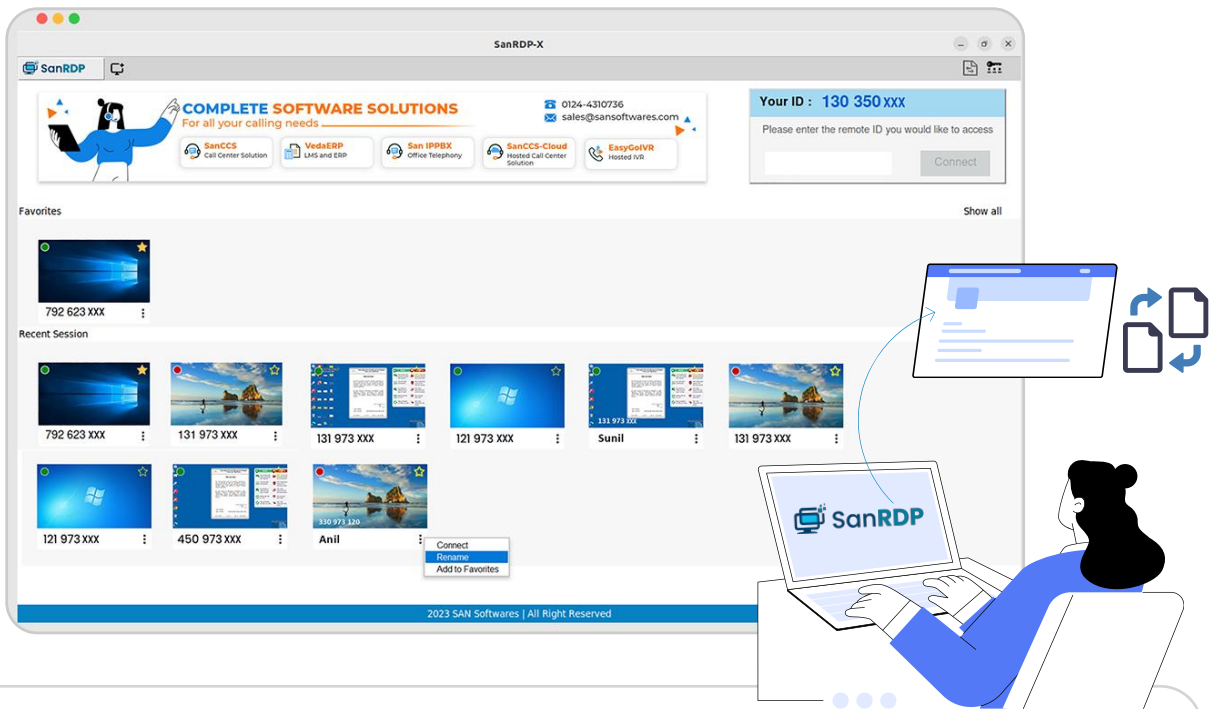 SanRDP-X
SanRDP
COMPLETE SOFTWARE SOLUTIONS
For all your calling needs
0124-4310736
sales@sansoftwares.com
SanCCS
Call Center Solution
VedaERP
LMS and ERP
San IPPBX
Office Telephony
SanCCS-Cloud
Hosted Call Center
Solution
EasyGoIVR
Hosted IVR
Your ID : 130 350 XXX
Please enter the remote ID you would like to access
Connect
Favorites
Show all
792 623 XXX
Recent Session
792 623 XXX
131 973 XXX
131 973 XXX
121 973 XXX
131 973 XXX
Sunil
131 973 XXX
121 973 XXX
450 973 XXX
330 973 120
Anil
Connect
Rename
Add to Favorites
SanRDP
2023 SAN Softwares | All Right Reserved